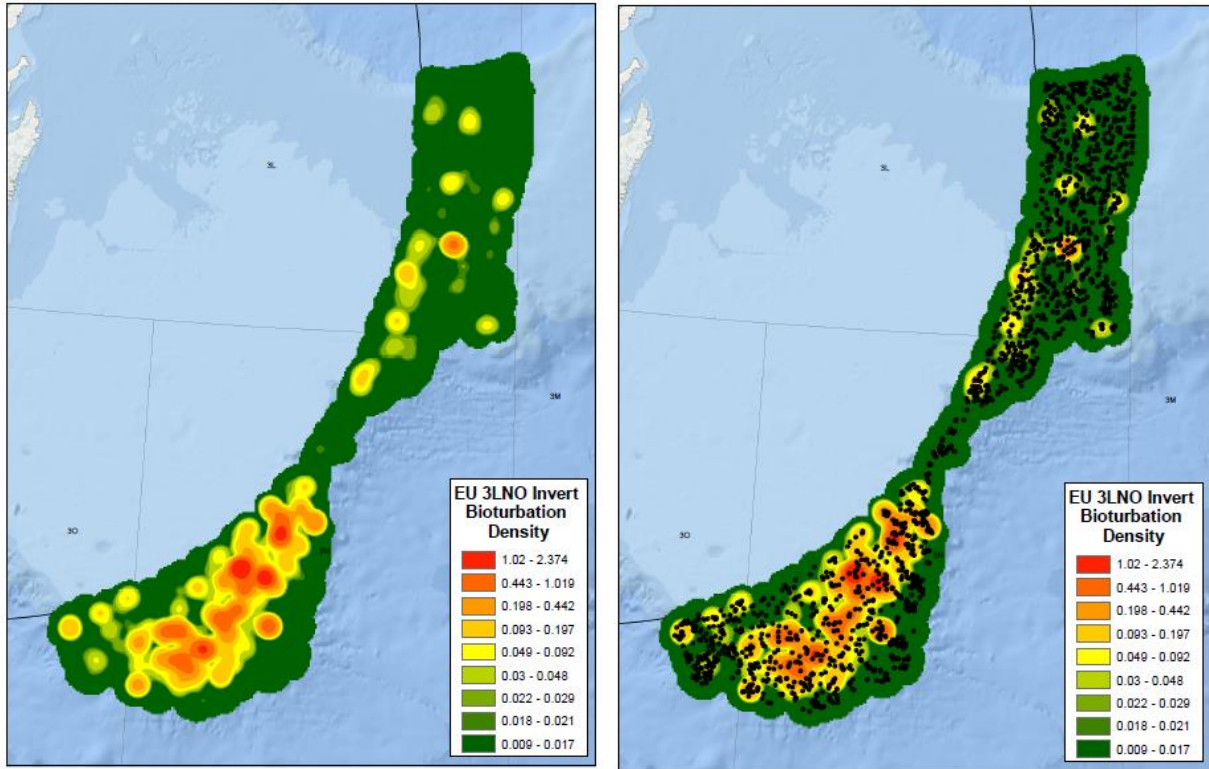 3L
3M
3O
EU 3LNO Invert
Bioturbation
Density
1.02 - 2.374
0.443 - 1.019
0.198 - 0.442
0.093 - 0.197
0.049 - 0.092
0.03 - 0.048
0.022 - 0.029
0.018 - 0.021
0.009 - 0.017
3L
3M
3O
EU 3LNO Invert
Bioturbation
Density
1.02 - 2.374
0.443 - 1.019
0.198 - 0.442
0.093 - 0.197
0.049 - 0.092
0.03 - 0.048
0.022 - 0.029
0.018 - 0.021
0.009 - 0.017